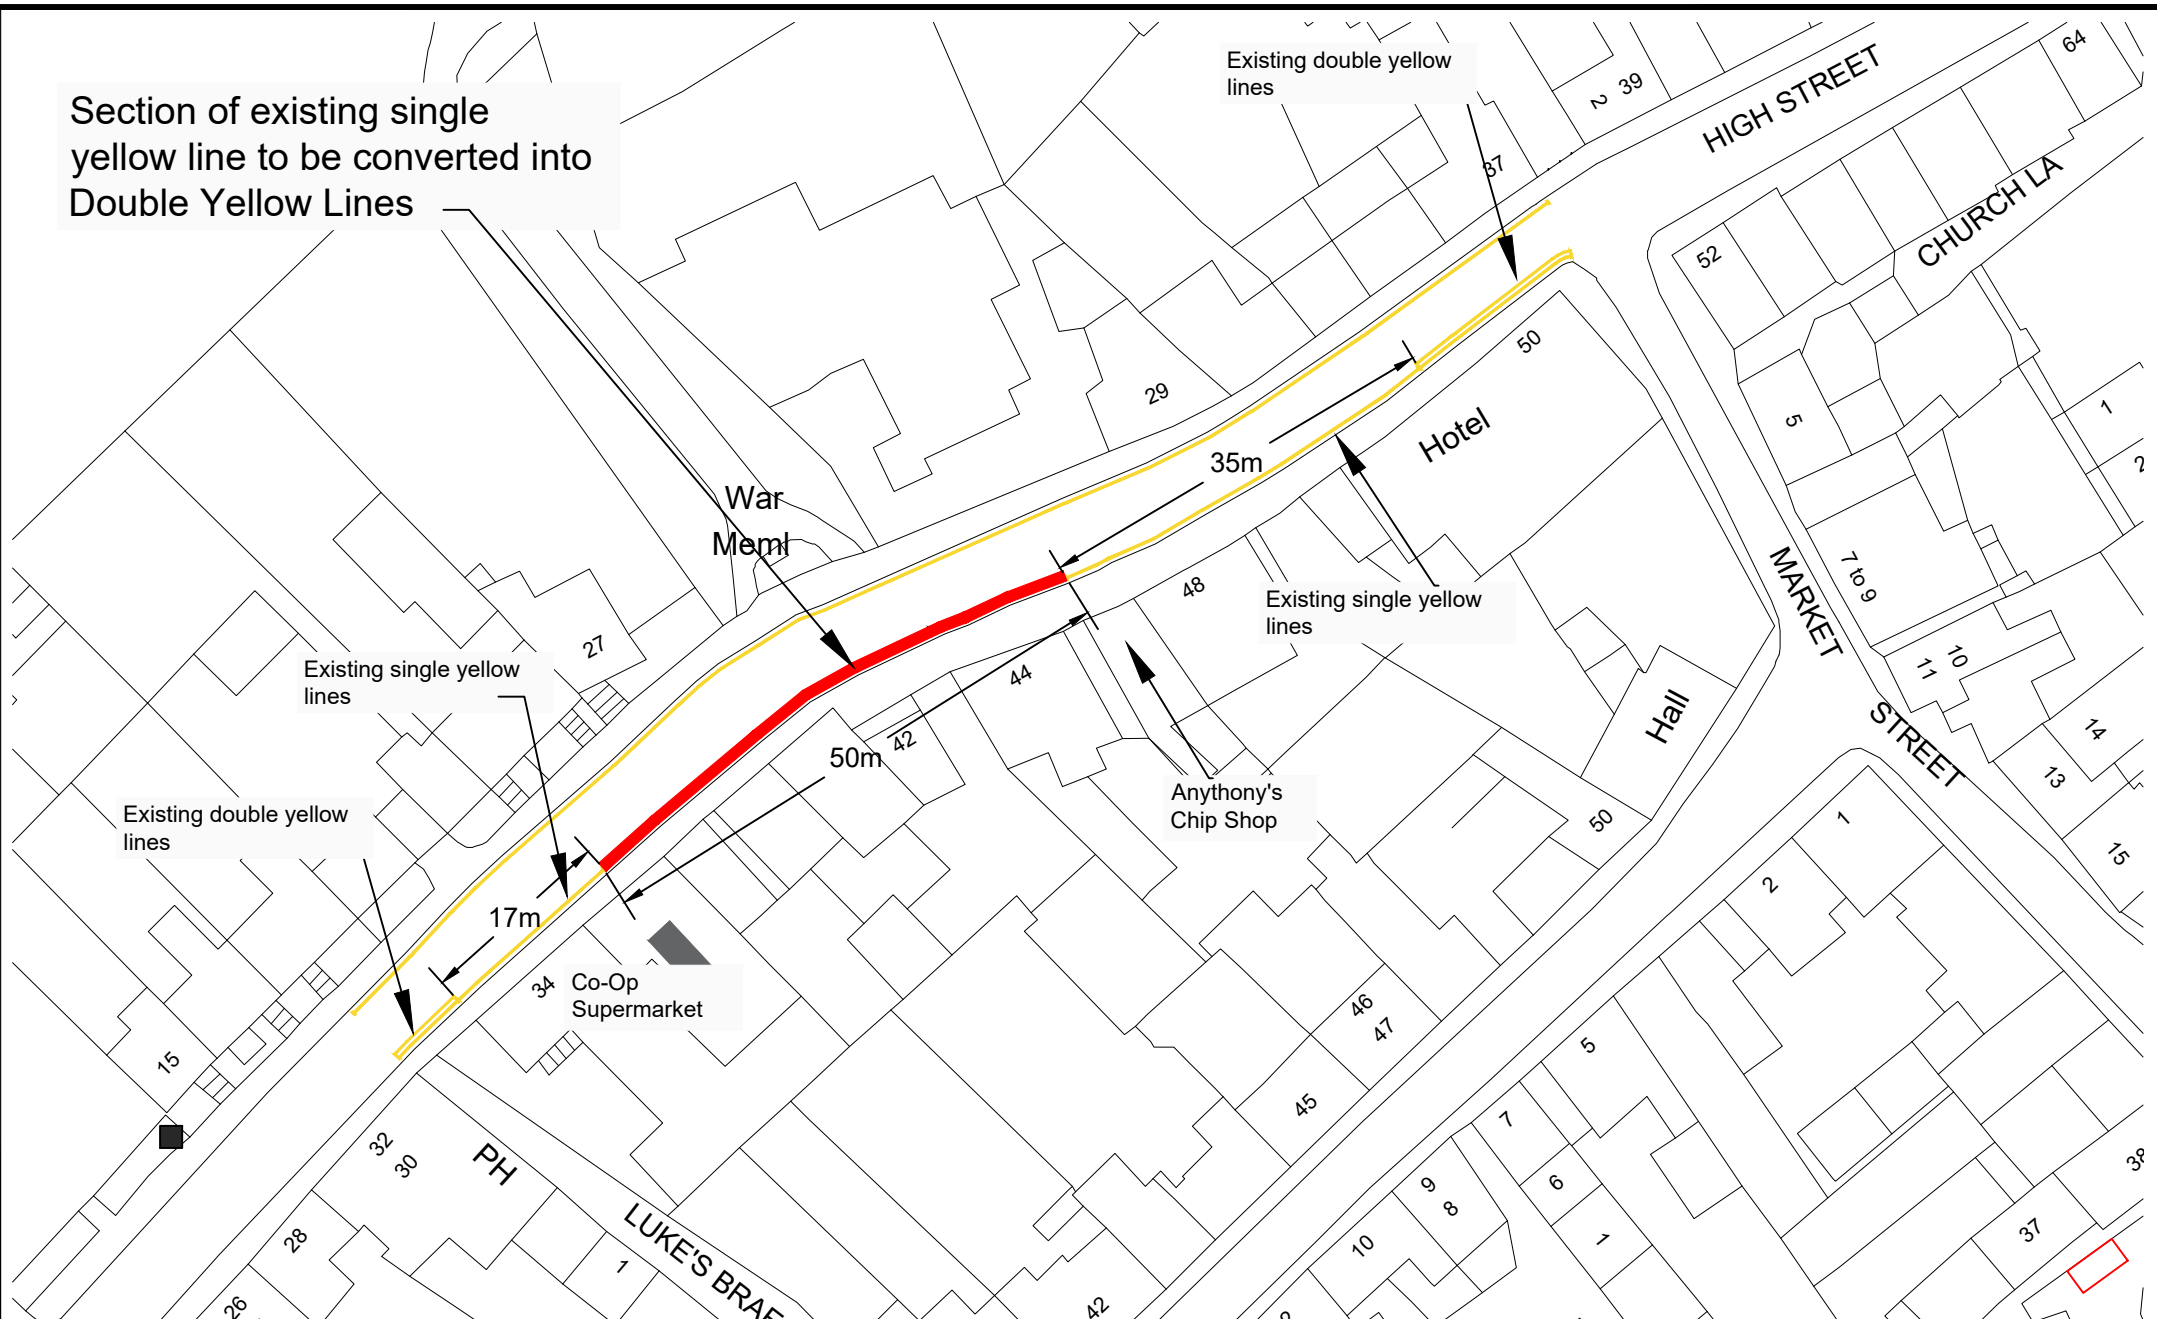 Section of existing single
yellow line to be converted into
Double Yellow Lines
Existing double yellow
lines
HIGH STREET
64
2
39
37
CHURCH LA
52
50
29
Hotel
5
1
2
35m
War
Meml
48
Existing single yellow
lines
MARKET
STREET
7 to 9
10
11
27
Existing single yellow
lines
44
42
50m
Hall
14
13
15
Existing double yellow
lines
Anythony's
Chip Shop
50
1
2
17m
34
Co-Op
Supermarket
46
47
45
5
7
6
1
15
32
30
PH
LUKE'S BRAE
28
26
1
9
8
10
42
38
37